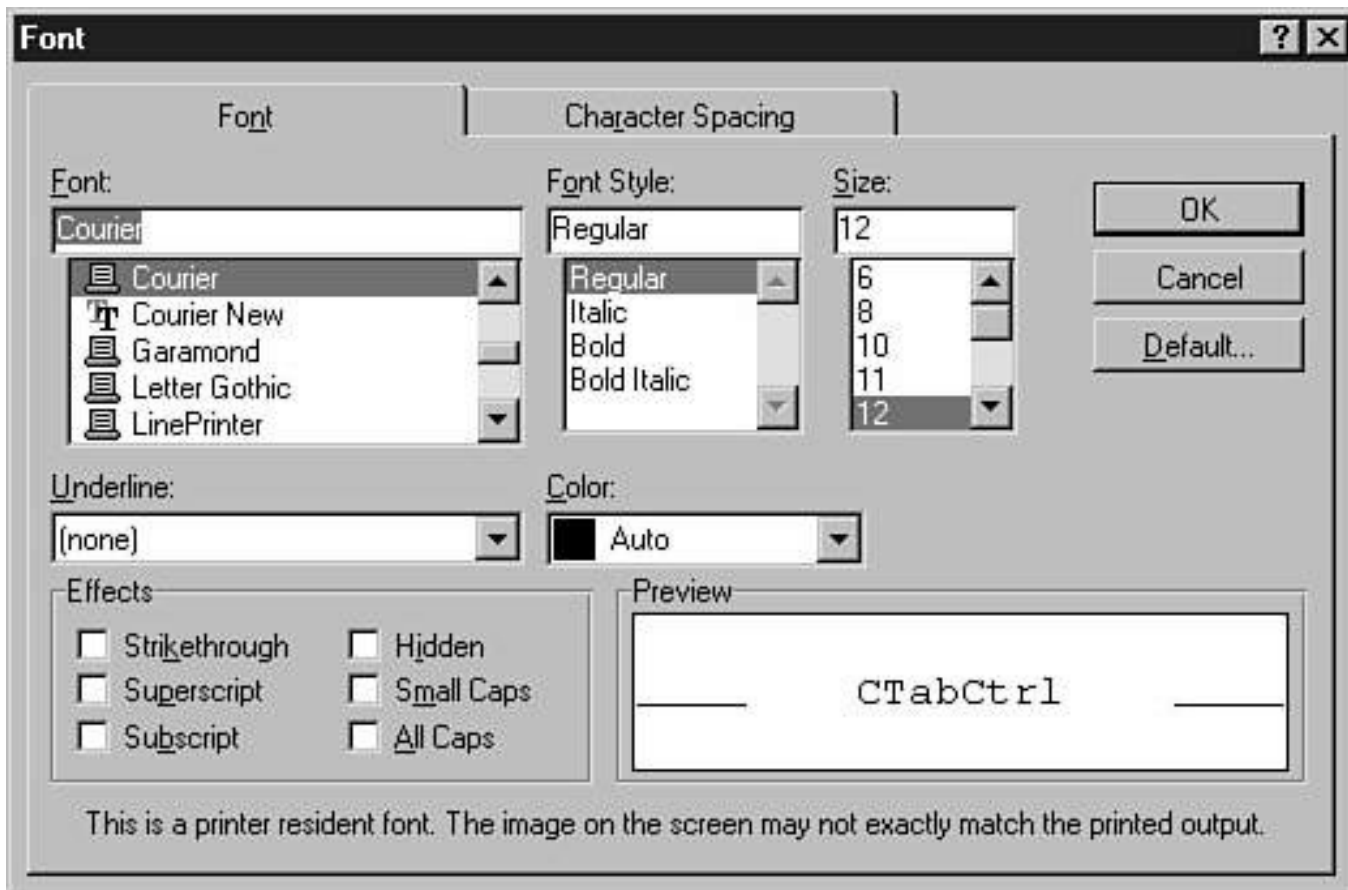 Font
Font Character Spacing
Font: Font Style: Size:
Courier Regular 12 OK
Courier Regular 6 Cancel
Courier New Italic 8
Garamond Bold 10 Default...
Letter Gothic Bold Italic 11
LinePrinter 12
Underline: Color:
(none) Auto
Effects Preview
Strikethrough Hidden
Superscript Small Caps CTabCtrl
Subscript All Caps
This is a printer resident font. The image on the screen may not exactly match the printed output.